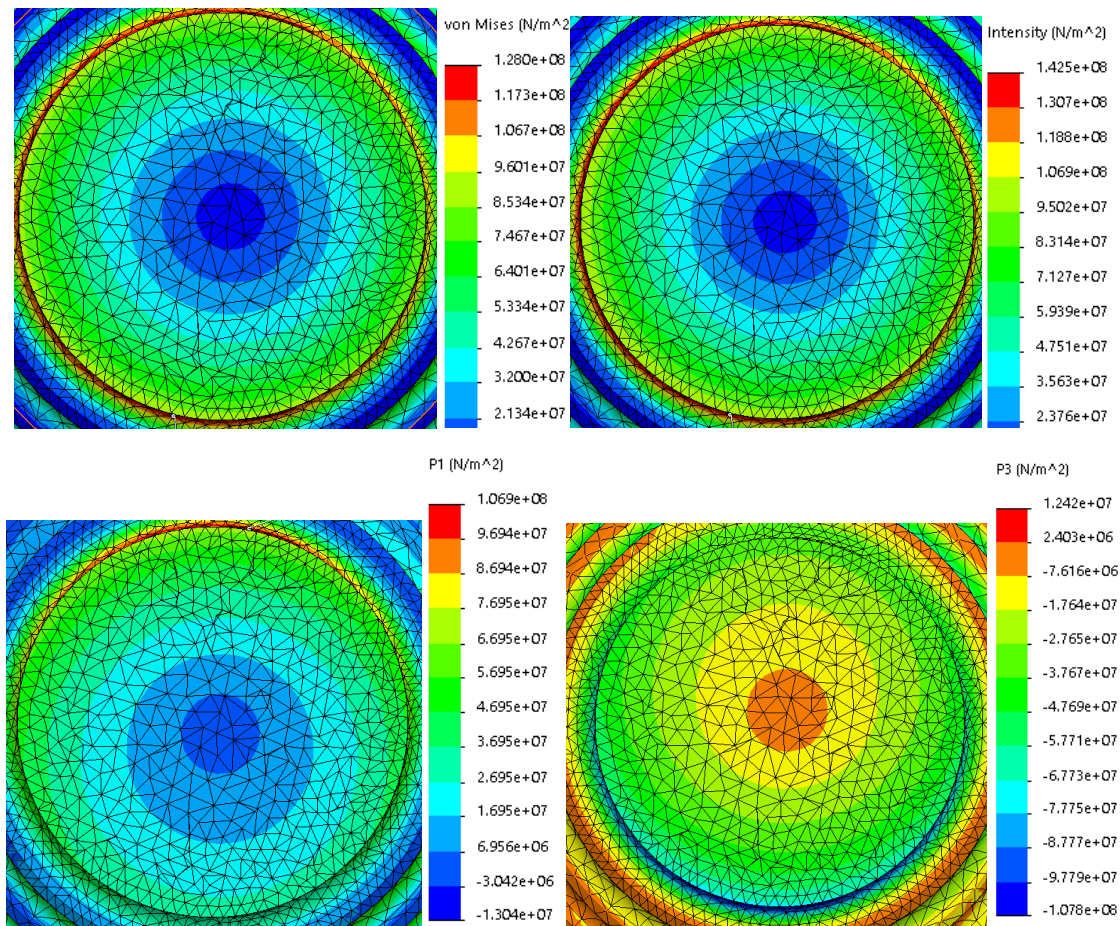 von Mises (N/m^2
1.280e+08
1.173e+08
1.067e+08
9.601e+07
8.534e+07
7.467e+07
6.401e+07
5.334e+07
4.267e+07
3.200e+07
2.134e+07
Intensity (N/m^2)
1.425e+08
1.307e+08
1.188e+08
1.069e+08
9.502e+07
8.314e+07
7.127e+07
5.939e+07
4.751e+07
3.563e+07
2.376e+07
P1 (N/m^2)
1.069e+08
9.694e+07
8.694e+07
7.695e+07
6.695e+07
5.695e+07
4.695e+07
3.695e+07
2.695e+07
1.695e+07
6.956e+06
-3.042e+06
-1.304e+07
P3 (N/m^2)
1.242e+07
2.403e+06
-7.616e+06
-1.764e+07
-2.765e+07
-3.767e+07
-4.769e+07
-5.771e+07
-6.773e+07
-7.775e+07
-8.777e+07
-9.779e+07
-1.078e+08